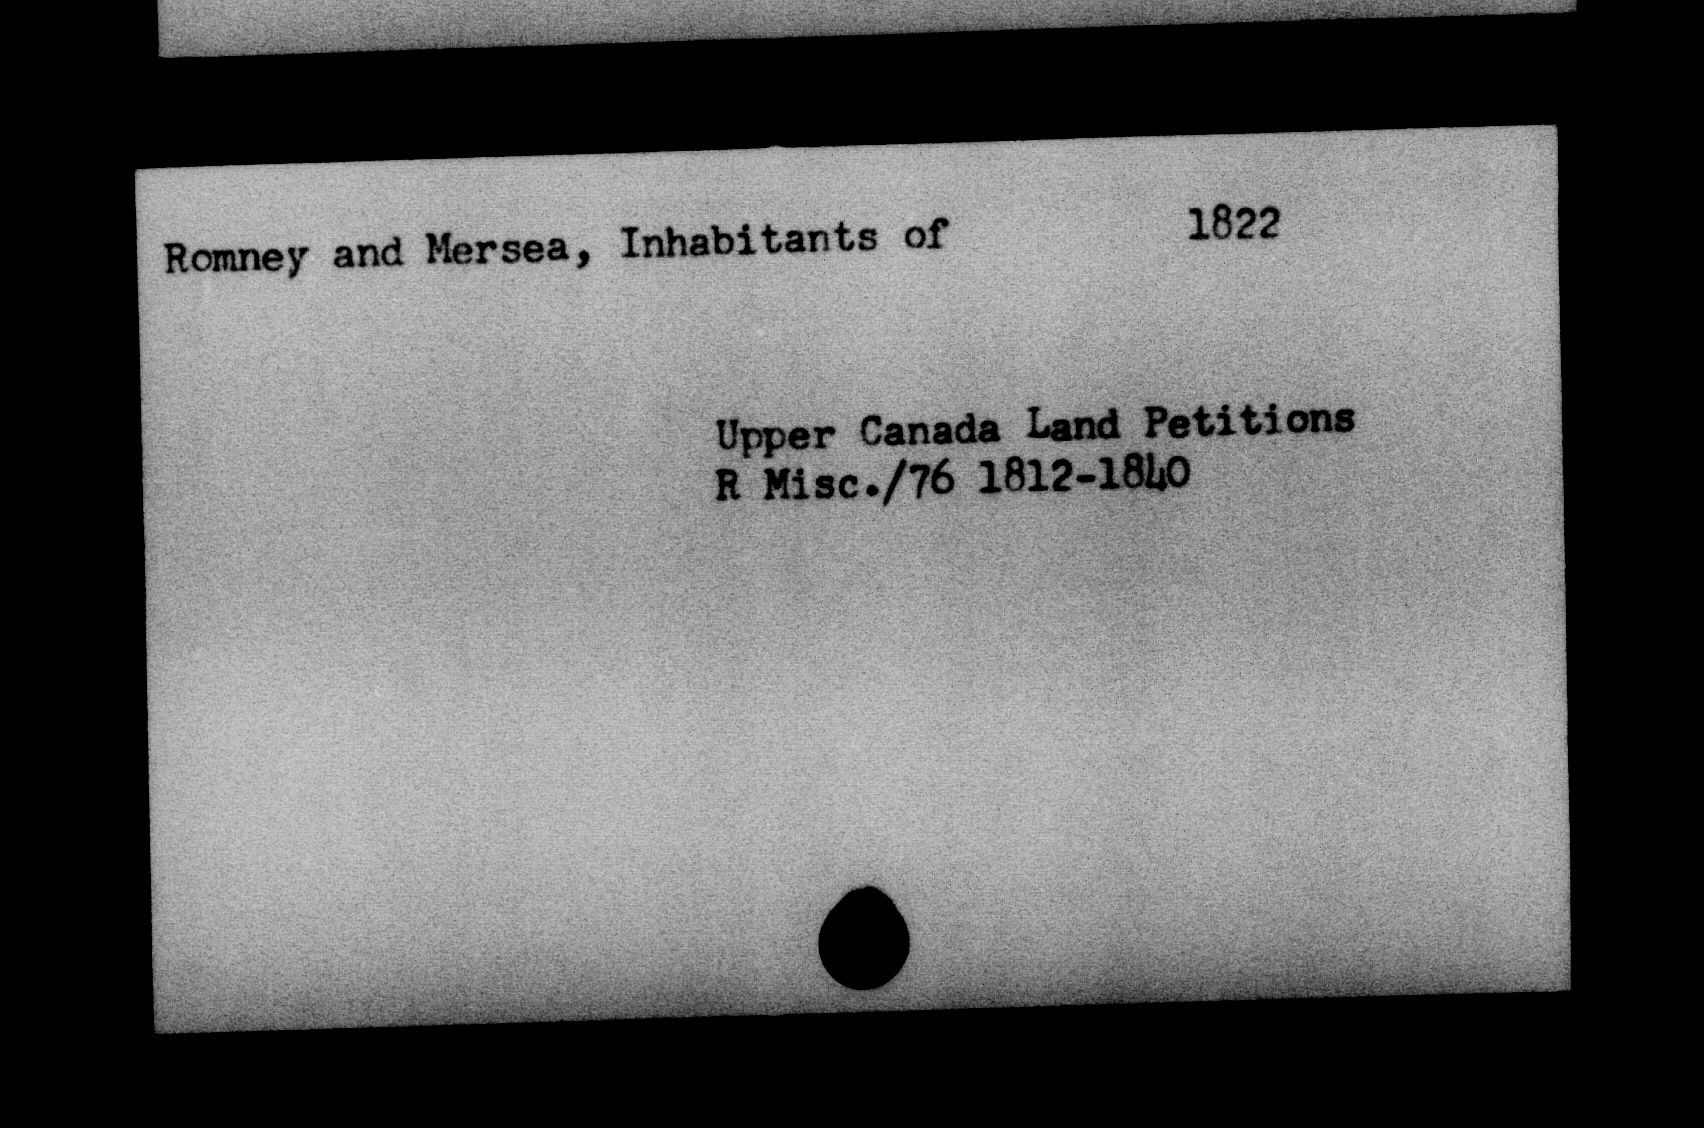 Romney and Mersea, Inhabitants of 1822
Upper Canada Land Petitions
R Misc./76 1812-1840